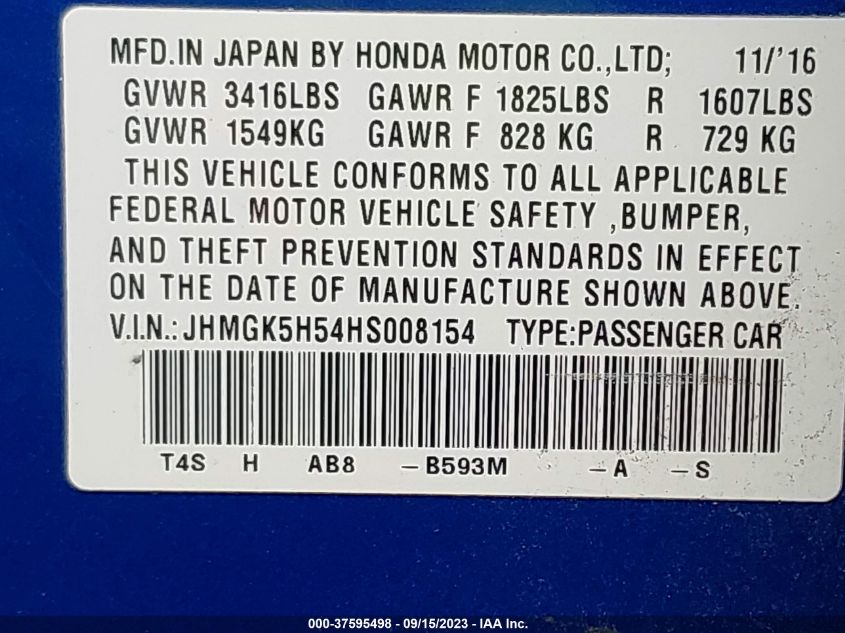 MFD.IN JAPAN BY HONDA MOTOR CO.,LTD; 11/'16
GVWR 3416LBS GAWR F 1825LBS R 1607LBS
GVWR 1549KG GAWR F 828 KG R 729 KG
THIS VEHICLE CONFORMS TO ALL APPLICABLE
FEDERAL MOTOR VEHICLE SAFETY ,BUMPER,
AND THEFT PREVENTION STANDARDS IN EFFECT
ON THE DATE OF MANUFACTURE SHOWN ABOVE.
V.I.N.: JHMGK5H54HS008154 TYPE:PASSENGER CAR
T4S H AB8 -B593M -A -S
000-37595498 - 09/15/2023 - IAA Inc.